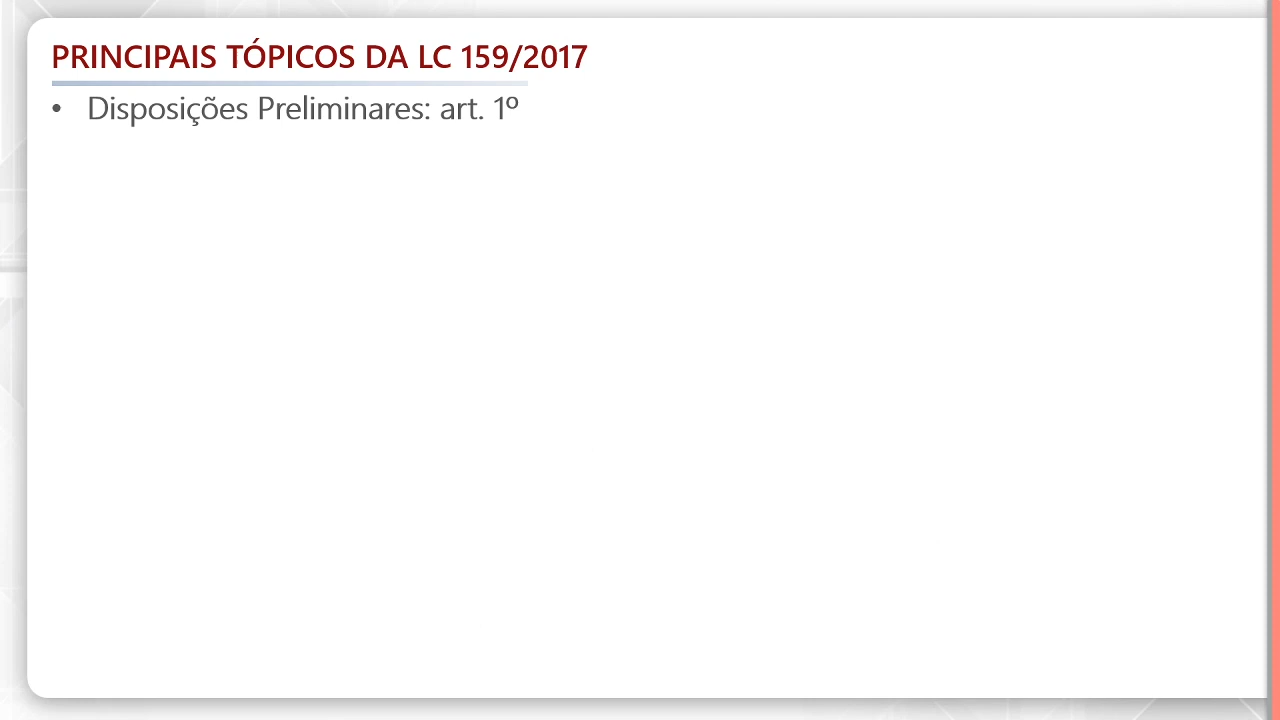 PRINCIPAIS TÓPICOS DA LC 159/2017
• Disposições Preliminares: art. 1º